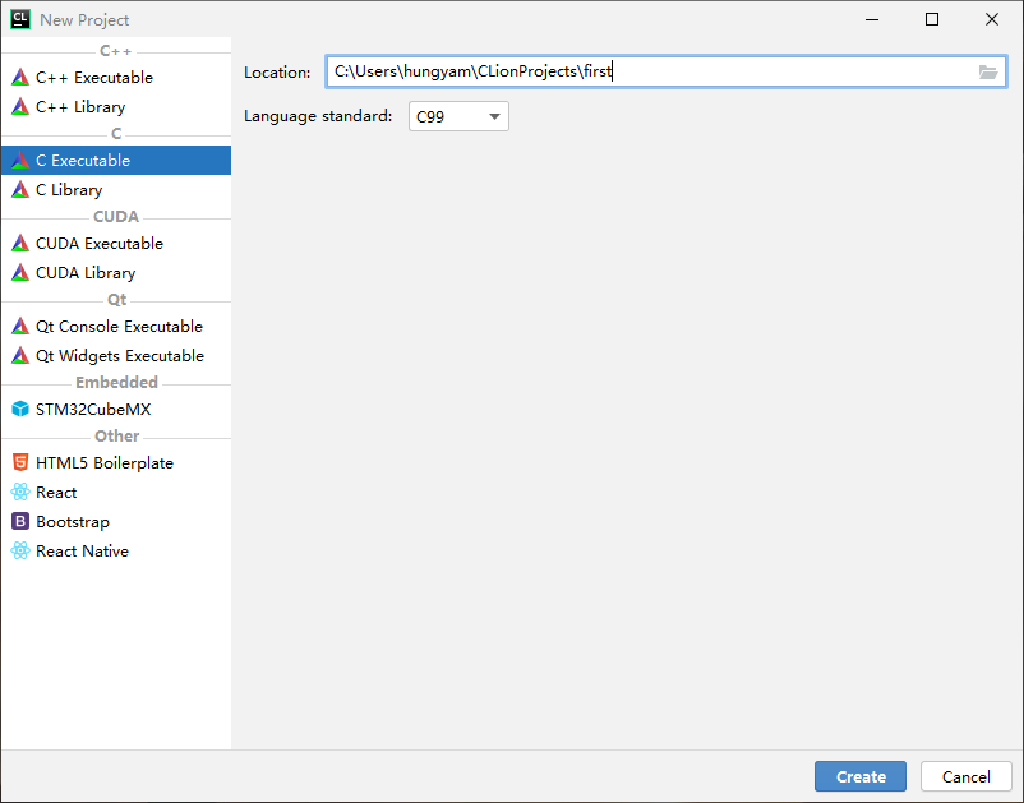 CL New Project
C++
C++ Executable
C++ Library
C
C Executable
C Library
CUDA
CUDA Executable
CUDA Library
Qt
Qt Console Executable
Qt Widgets Executable
Embedded
STM32CubeMX
Other
5 HTML5 Boilerplate
React
B Bootstrap
React Native
Location: C:\Users\hungyam\CLionProjects\first
Language standard: C99
Create Cancel